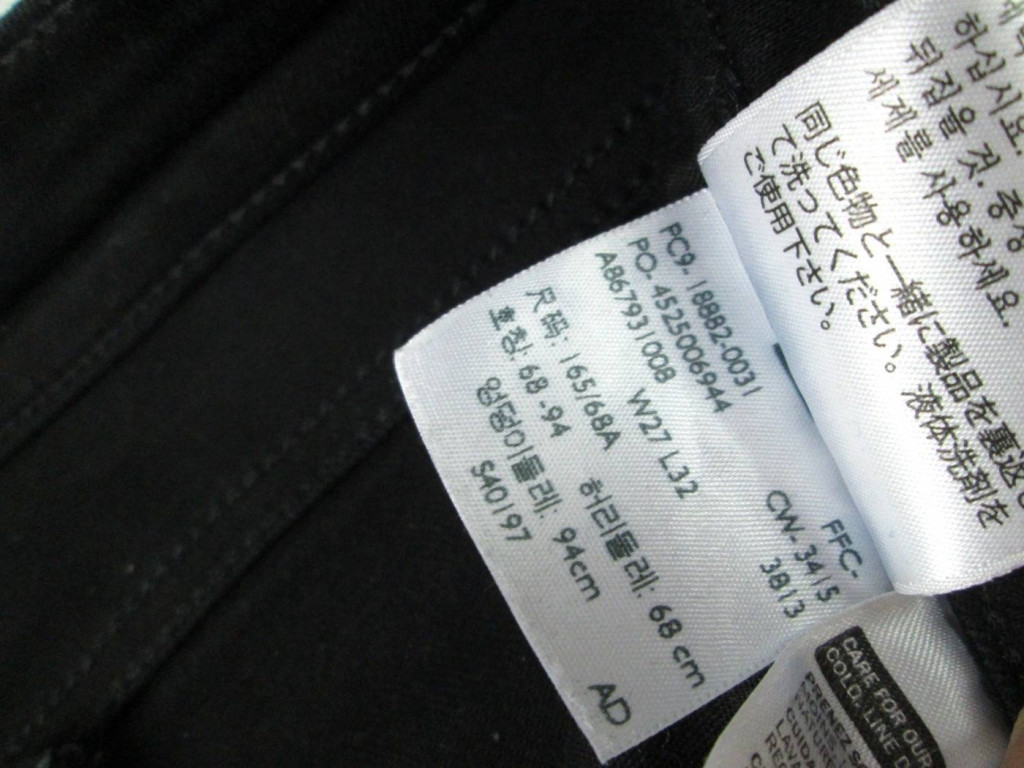 PC9- 18882-0031 FFC-
PO- 4525006944 CW- 3415
A867931008 W27 L32 3813
尺码: 165/68A 허리둘레: 68 cm
호칭: 68 -94
엉덩이둘레: 94cm
S40197 AD
하십시오.
뒤집을 것. 중성
세제를 사용하세요.
同じ色物と一緒に製品を裏返し
て洗ってください。液体洗剤を
ご使用下さい。
CARE FOR OUR
COLD, LINE D
PRENEZ S
LAVA